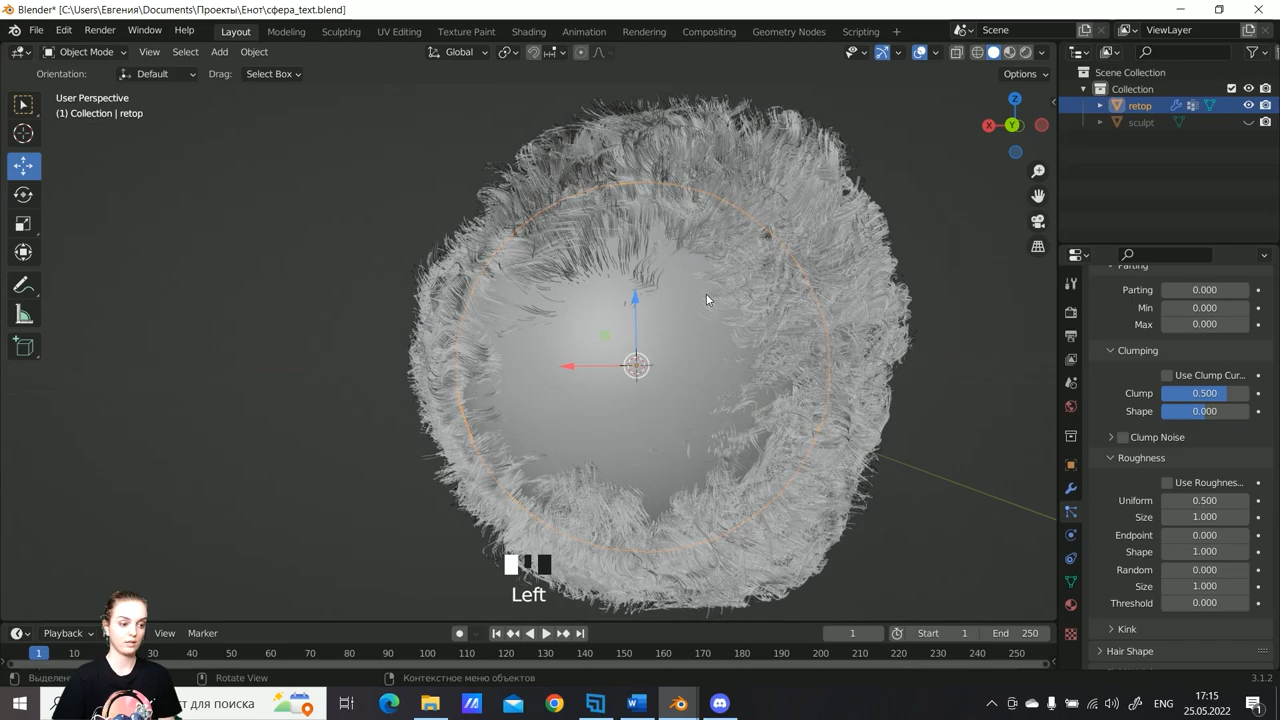 Blender* [C:\Users\Евгения\Documents\Проекты\Енот\сфера_text.blend]
File Edit Render Window Help Layout Modeling Sculpting UV Editing Texture Paint Shading Animation Rendering Compositing Geometry Nodes Scripting Scene ViewLayer
Object Mode View Select Add Object Global
Orientation: Default Drag: Select Box Options
Scene Collection
Collection
retop
sculpt
User Perspective
(1) Collection | retop
Z
X
Y
Parting
Parting 0.000
Min 0.000
Max 0.000
Clumping
Use Clump Cur...
Clump 0.500
Shape 0.000
Clump Noise
Roughness
Use Roughnes...
Uniform 0.500
Size 1.000
Endpoint 0.000
Shape 1.000
Random 0.000
Size 1.000
Threshold 0.000
Kink
Hair Shape
Left
Playback View Marker 1 Start 1 End 250
1 10 90 100 110 120 130 140 150 160 170 180 190 200 210 220 230 240 250
Выделен Rotate View Контекстное меню объектов 3.1.2
т для поиска ENG 17:15
25.05.2022